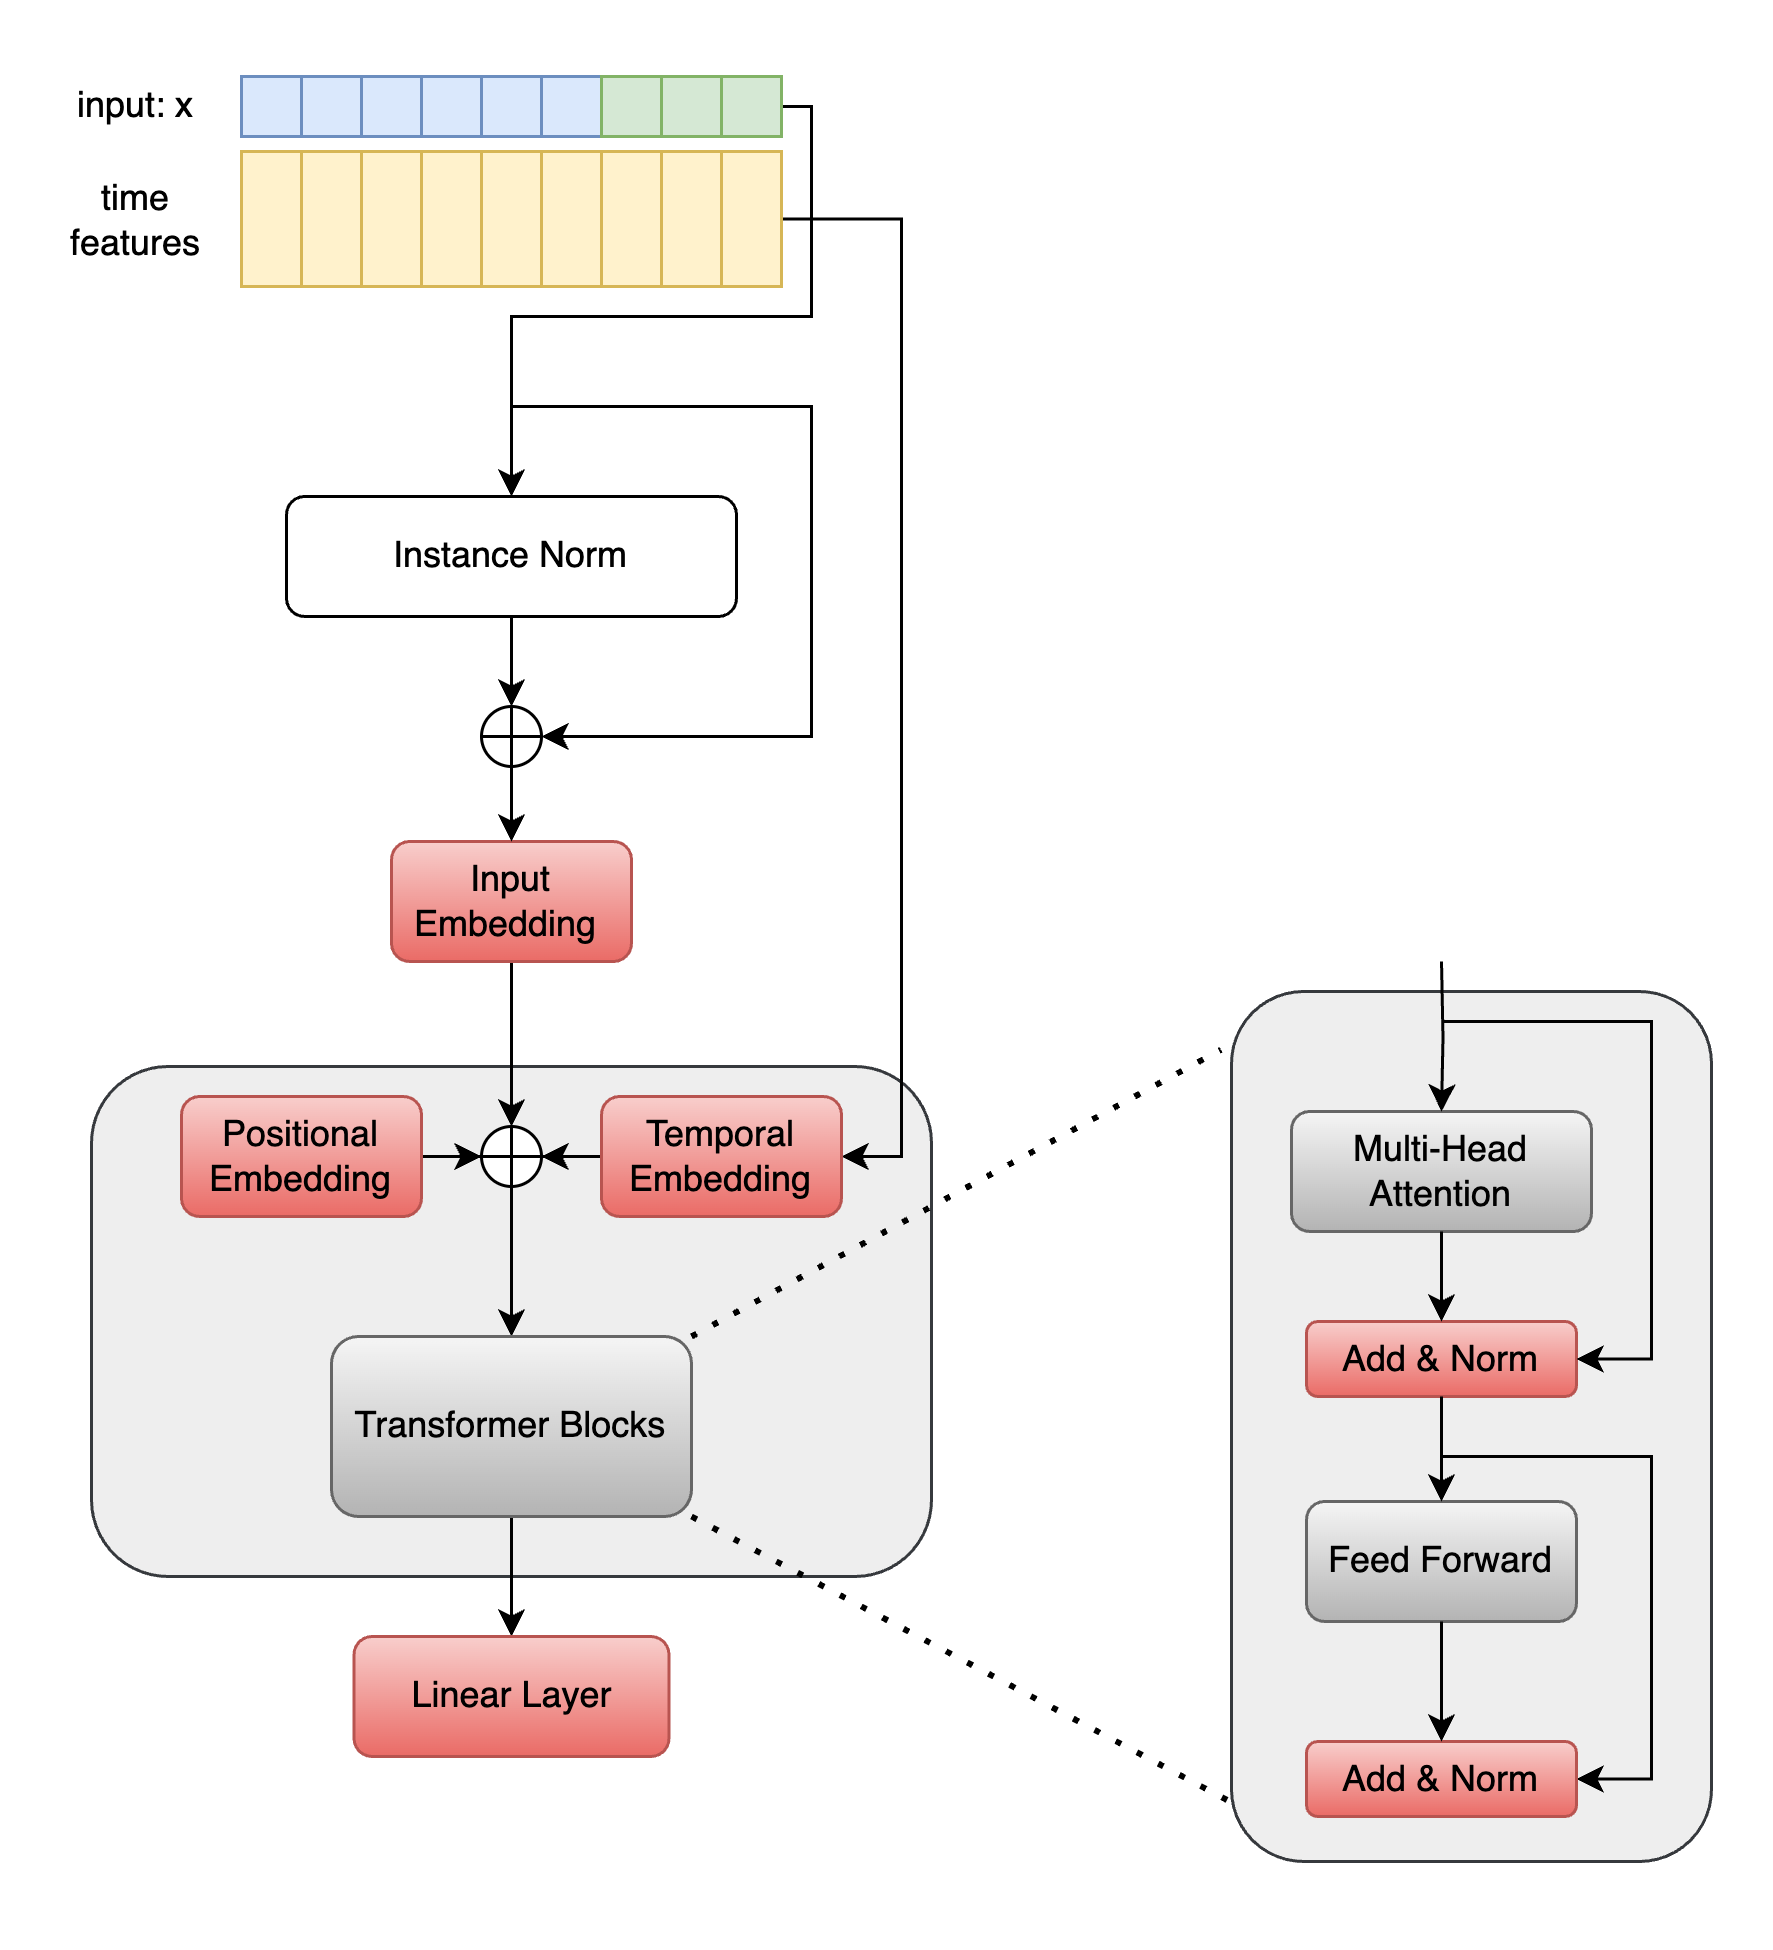 input: x
time
features
Instance Norm
Input
Embedding
Positional
Embedding
Temporal
Embedding
Transformer Blocks
Linear Layer
Multi-Head
Attention
Add & Norm
Feed Forward
Add & Norm